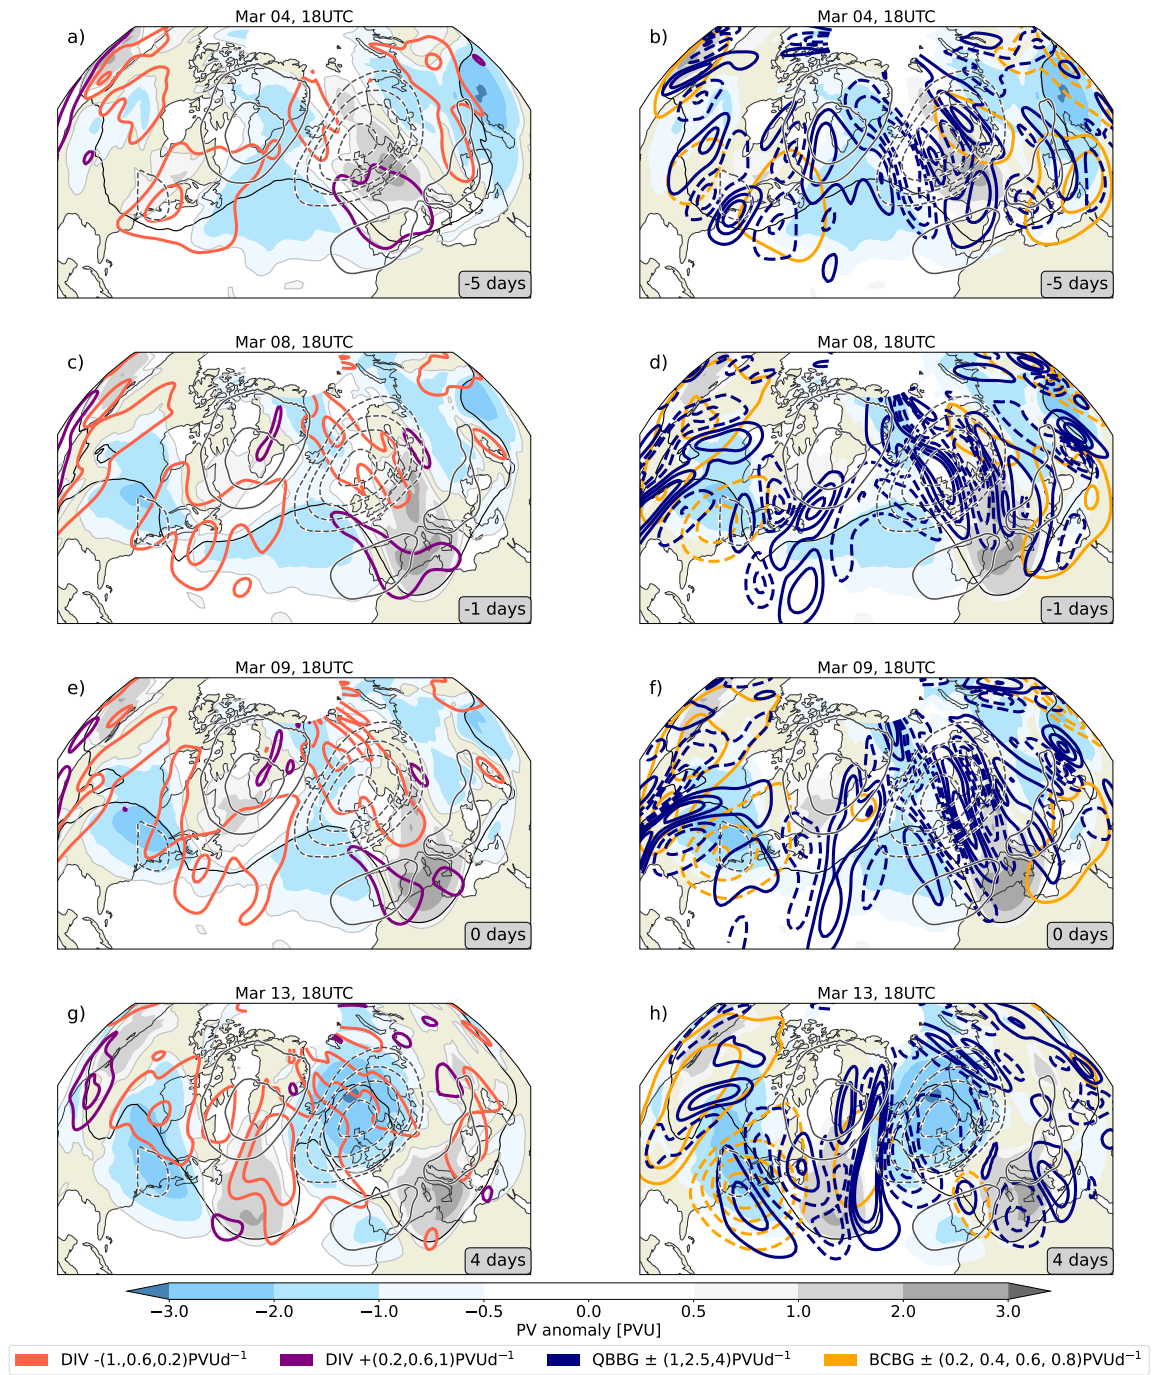 Mar 04, 18UTC
Mar 04, 18UTC
a)
b)
-5 days
-5 days
Mar 08, 18UTC
Mar 08, 18UTC
c)
d)
-1 days
-1 days
Mar 09, 18UTC
Mar 09, 18UTC
e)
f)
0 days
0 days
Mar 13, 18UTC
Mar 13, 18UTC
g)
h)
4 days
4 days
−3.0 −2.0 −1.0 −0.5 0.0 0.5 1.0 2.0 3.0
PV anomaly [PVU]
DIV -(1.,0.6,0.2)PVUd⁻¹ DIV +(0.2,0.6,1)PVUd⁻¹ QBBG ± (1,2.5,4)PVUd⁻¹ BCBG ± (0.2, 0.4, 0.6, 0.8)PVUd⁻¹